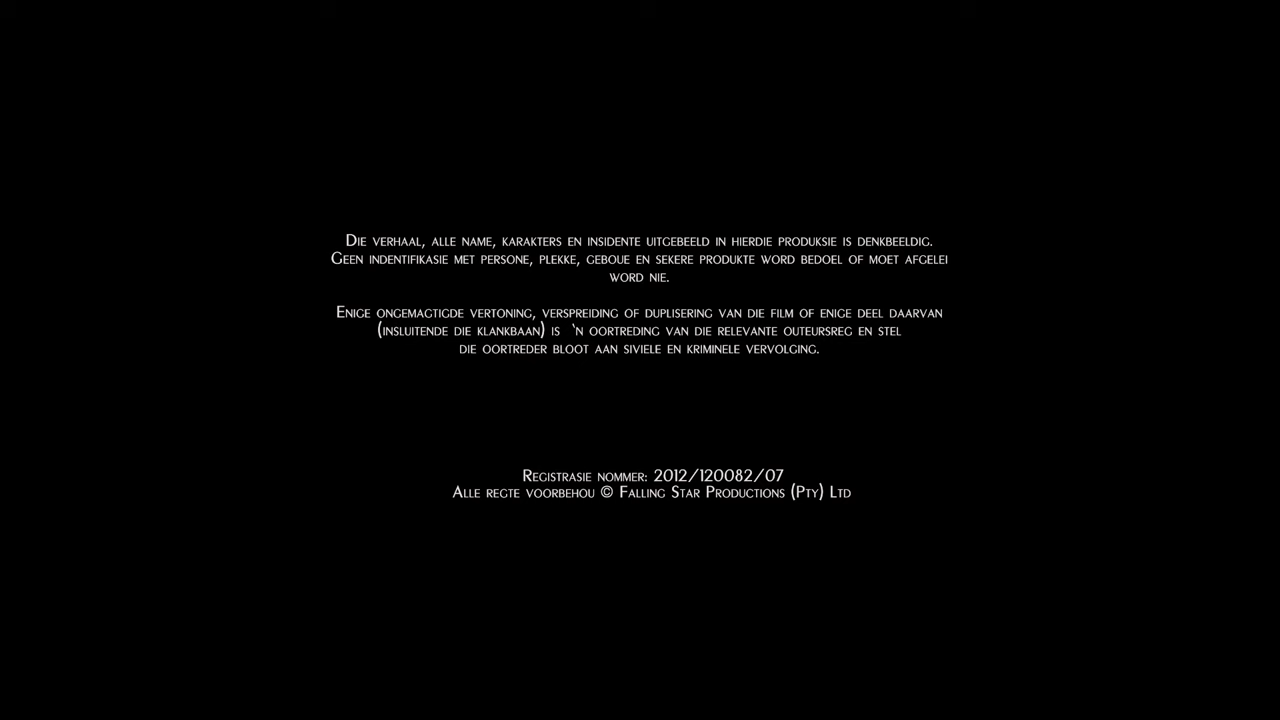 Die verhaal, alle name, karakters en insidente uitgebeeld in hierdie produksie is denkbeeldig.
Geen indentifikasie met persone, plekke, geboue en sekere produkte word bedoel of moet afgelei
word nie.
Enige ongemagtigde vertoning, verspreiding of duplisering van die film of enige deel daarvan
(insluitende die klankbaan) is ‵n oortreding van die relevante outeursreg en stel
die oortreder bloot aan siviele en kriminele vervolging.
Registrasie nommer: 2012/120082/07
Alle regte voorbehou © Falling Star Productions (Pty) Ltd